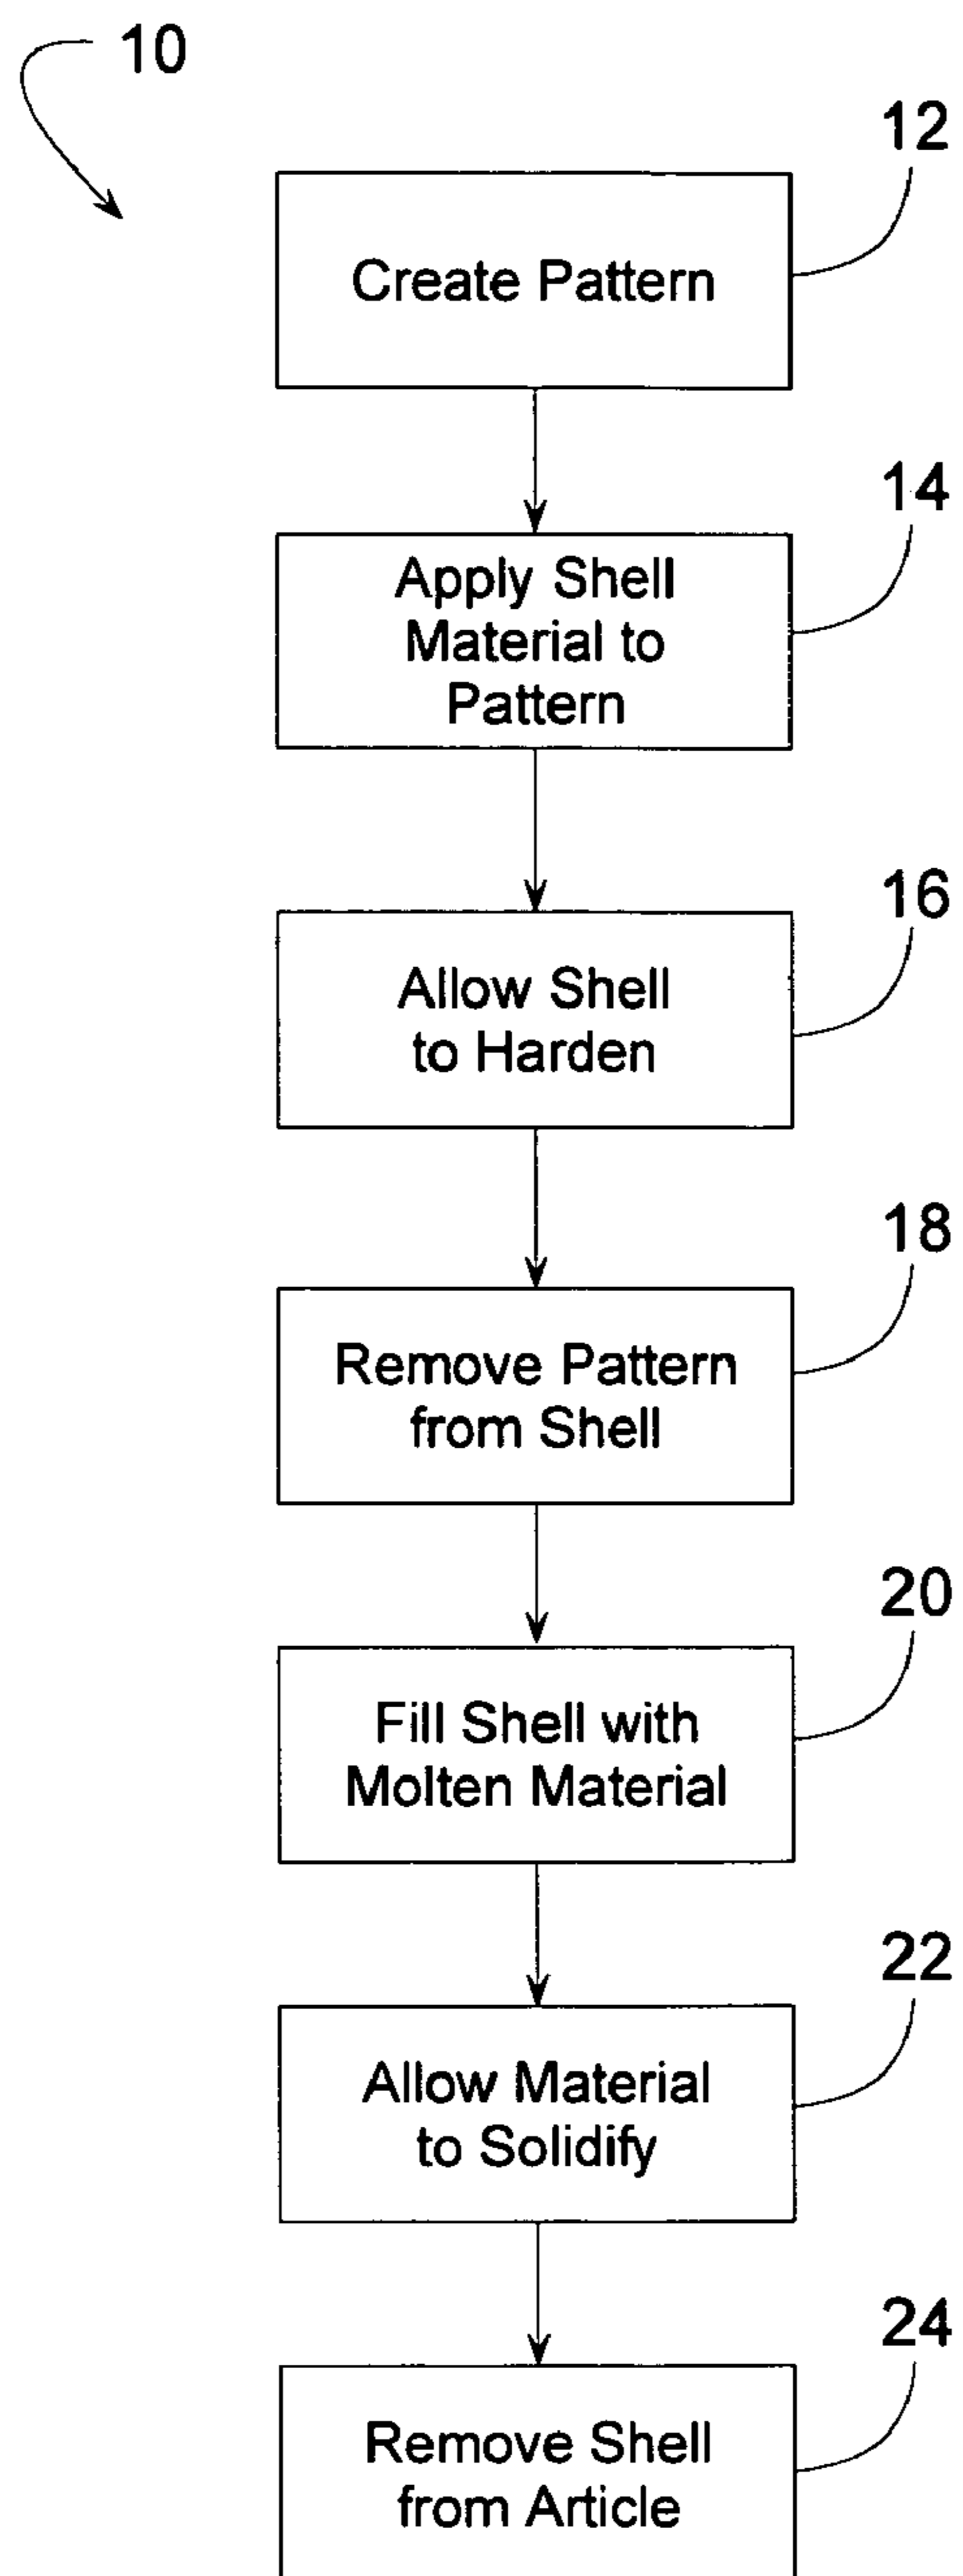 10
12
Create Pattern
14
Apply Shell
Material to
Pattern
16
Allow Shell
to Harden
18
Remove Pattern
from Shell
20
Fill Shell with
Molten Material
22
Allow Material
to Solidify
24
Remove Shell
from Article